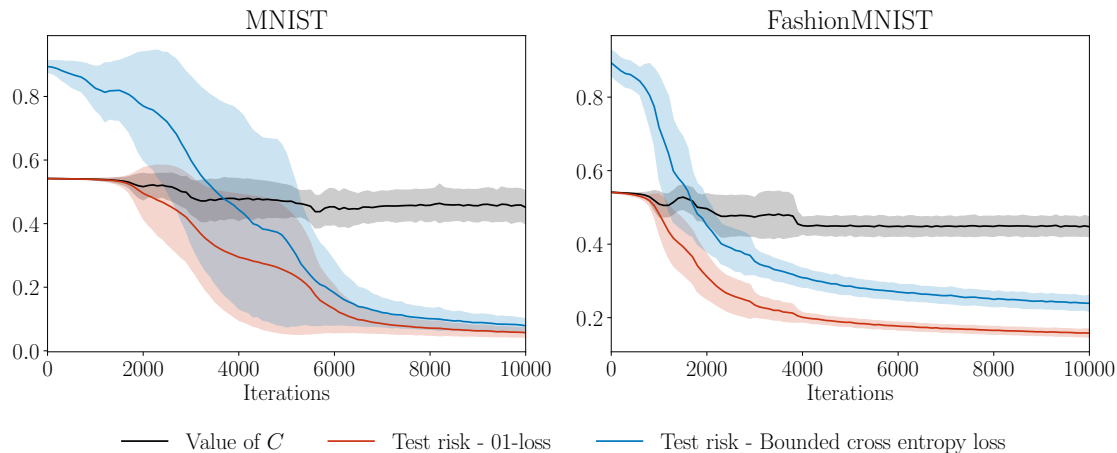 MNIST
0.8
0.6
0.4
0.2
0.0
0 2000 4000 6000 8000 10000
Iterations
FashionMNIST
0.8
0.6
0.4
0.2
0 2000 4000 6000 8000 10000
Iterations
Value of C Test risk - 01-loss Test risk - Bounded cross entropy loss